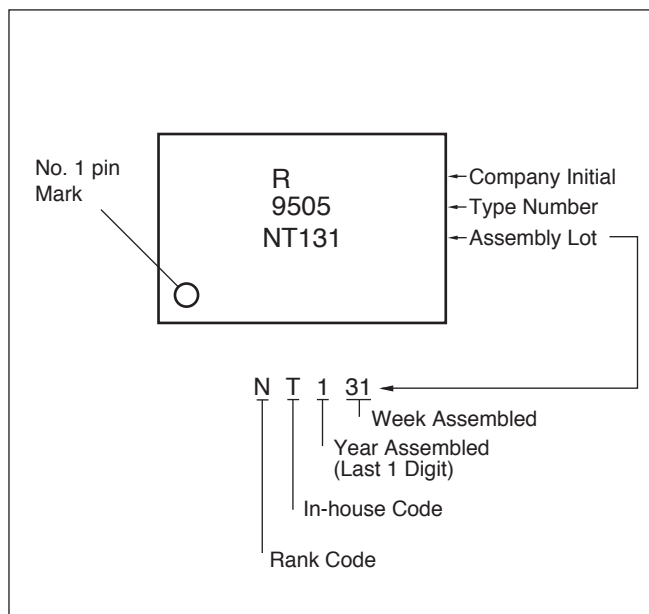 No. 1 pin
Mark
R
9505
NT131
Company Initial
Type Number
Assembly Lot
N T 1 31
Week Assembled
Year Assembled
(Last 1 Digit)
In-house Code
Rank Code